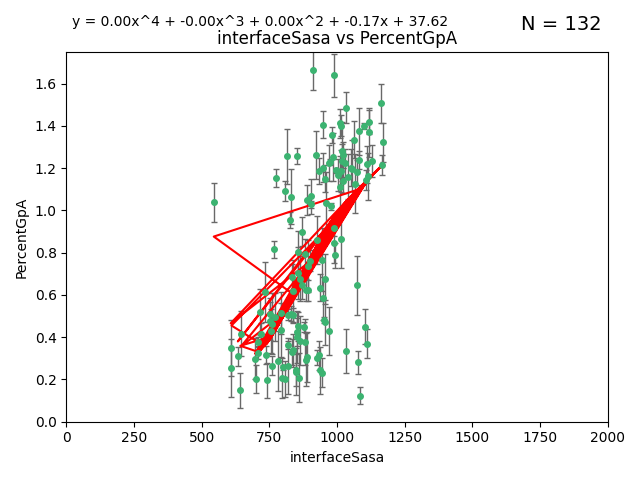 y = 0.00x^4 + -0.00x^3 + 0.00x^2 + -0.17x + 37.62
N = 132
interfaceSasa vs PercentGpA
PercentGpA
1.6
1.4
1.2
1.0
0.8
0.6
0.4
0.2
0.0
0 250 500 750 1000 1250 1500 1750 2000
interfaceSasa